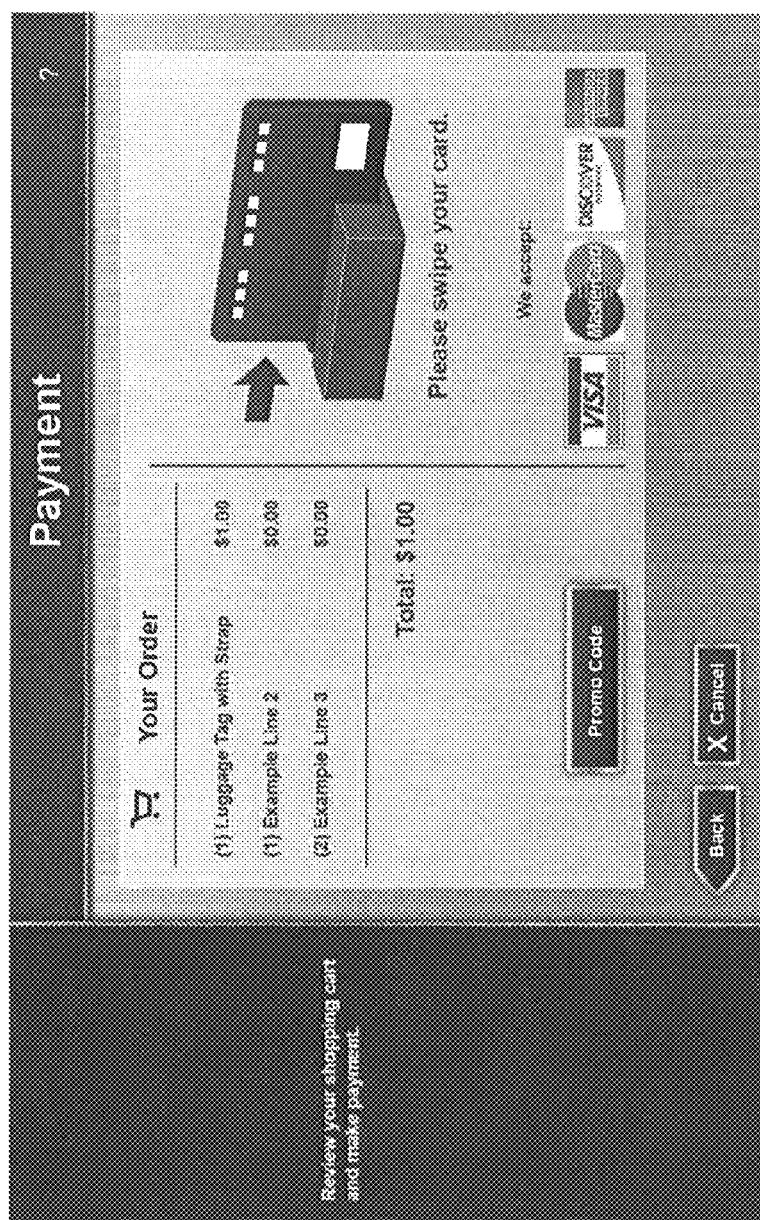 Payment
?
Review your shopping cart
and make payment.
Your Order
(1) Luggage Tag with Strap $1.00
(1) Example Line 2 $0.00
(2) Example Line 3 $0.00
Total: $1.00
Promo Code
Please swipe your card.
We accept:
VISA
MasterCard
DISCOVER
Back
X Cancel